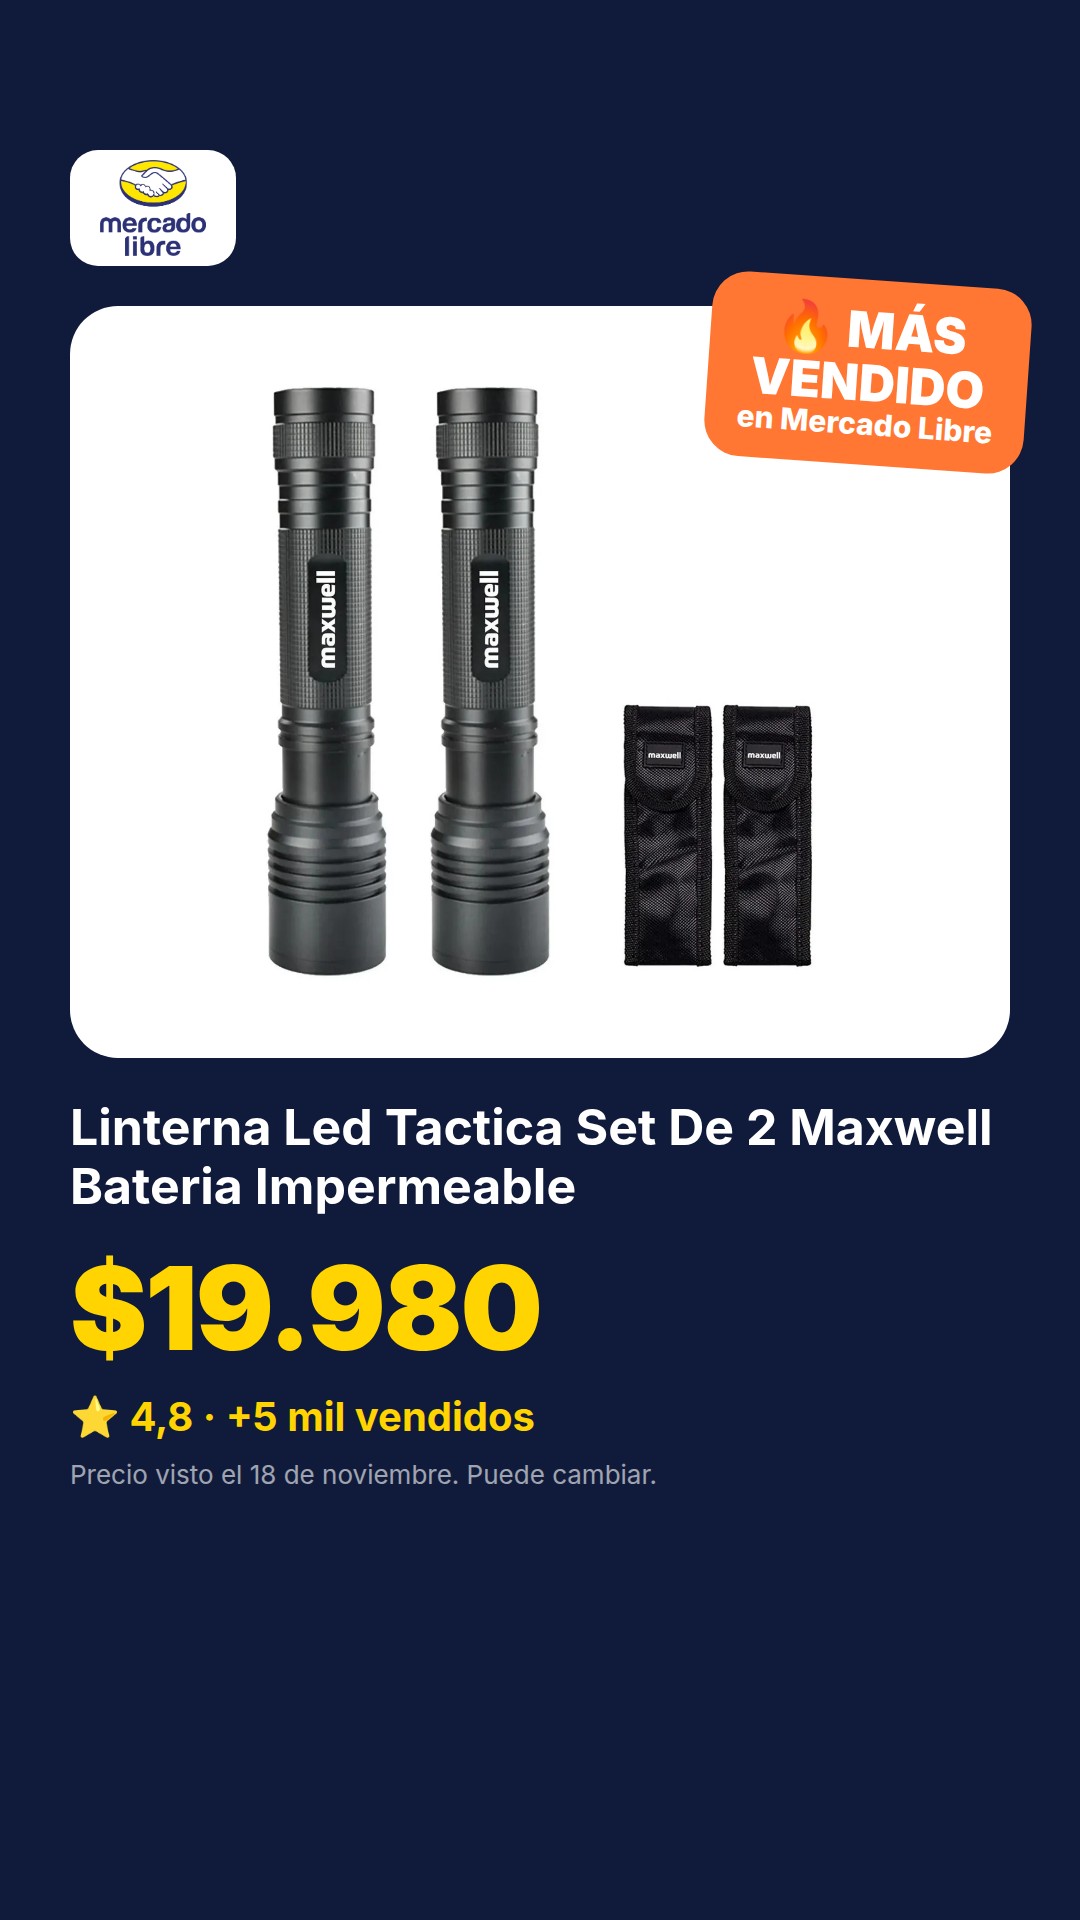 mercado
libre
🔥 MÁS
VENDIDO
en Mercado Libre
maxwell
maxwell
maxwell
maxwell
Linterna Led Tactica Set De 2 Maxwell
Bateria Impermeable
$19.980
⭐ 4,8 · +5 mil vendidos
Precio visto el 18 de noviembre. Puede cambiar.